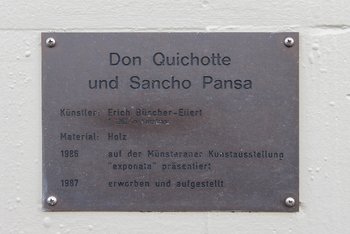 Don Quichotte
und Sancho Pansa
Künstler: Erich Büscher-Eilert
Material: Holz
1986 auf der Münsteraner Kunstausstellung
"exponata" präsentiert
1987 erworben und aufgestellt